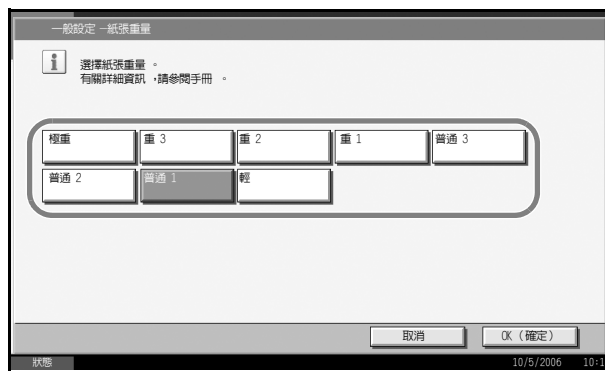 一般設定 －紙張重量
選擇紙張重量 。
有關詳細資訊 ,請參閱手冊 。
極重 重 3 重 2 重 1 普通 3
普通 2 普通 1 輕
取消 OK (確定)
狀態 10/5/2006 10:1